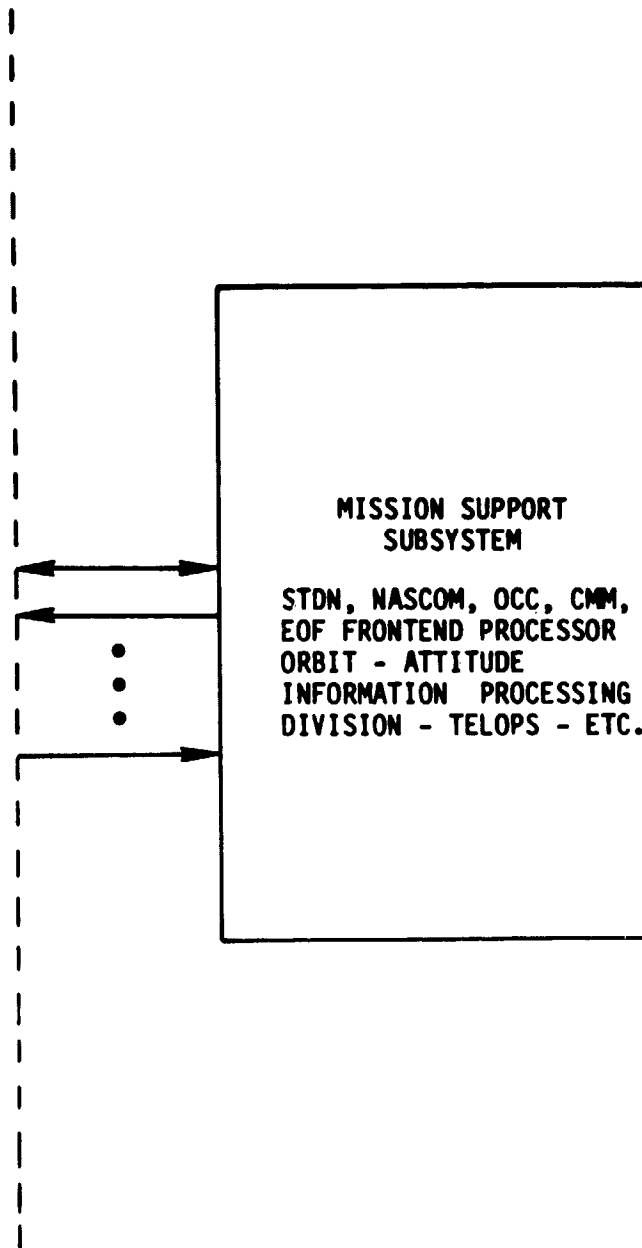 MISSION SUPPORT
SUBSYSTEM
STDN, NASCOM, OCC, CMM,
EOF FRONTEND PROCESSOR
ORBIT - ATTITUDE
INFORMATION PROCESSING
DIVISION - TELOPS - ETC.